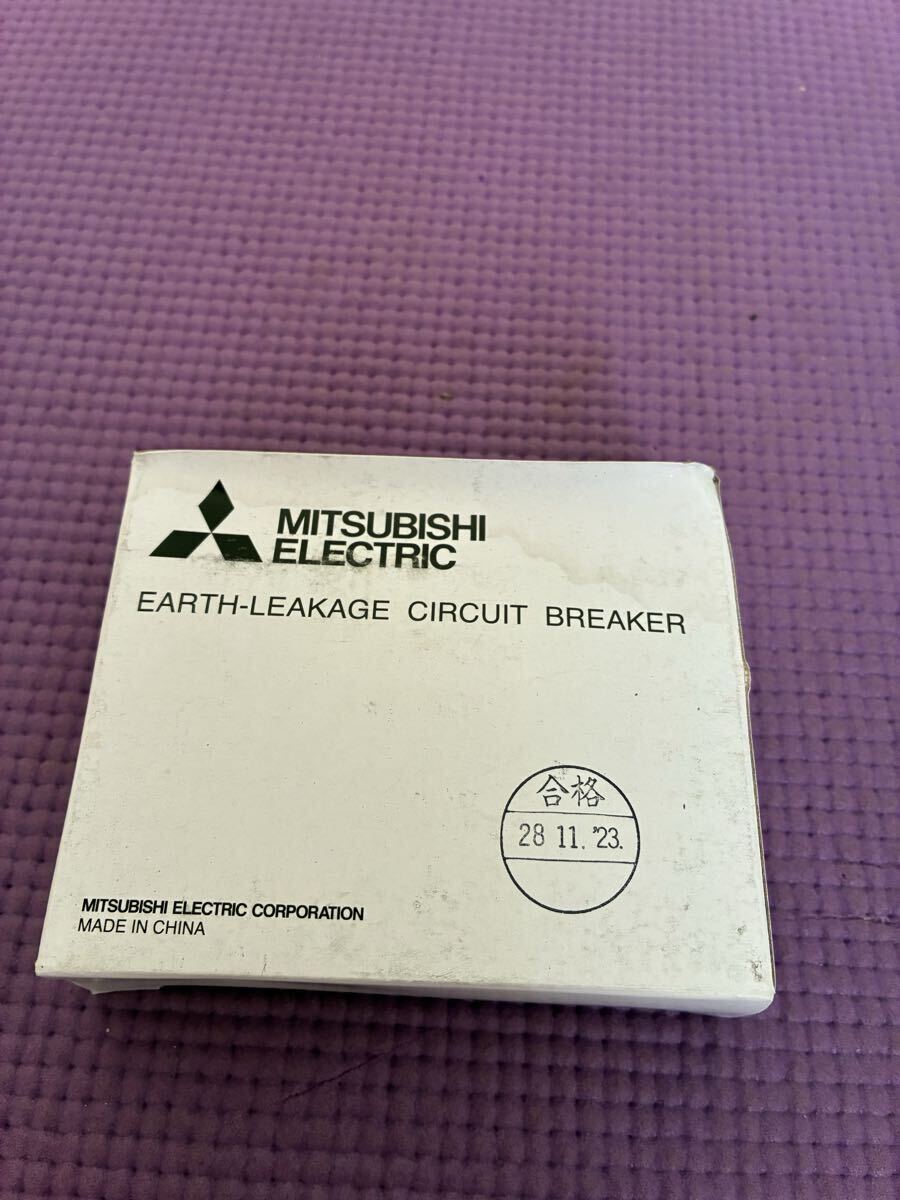 MITSUBISHI
ELECTRIC
EARTH-LEAKAGE CIRCUIT BREAKER
合格
28 11. '23.
MITSUBISHI ELECTRIC CORPORATION
MADE IN CHINA